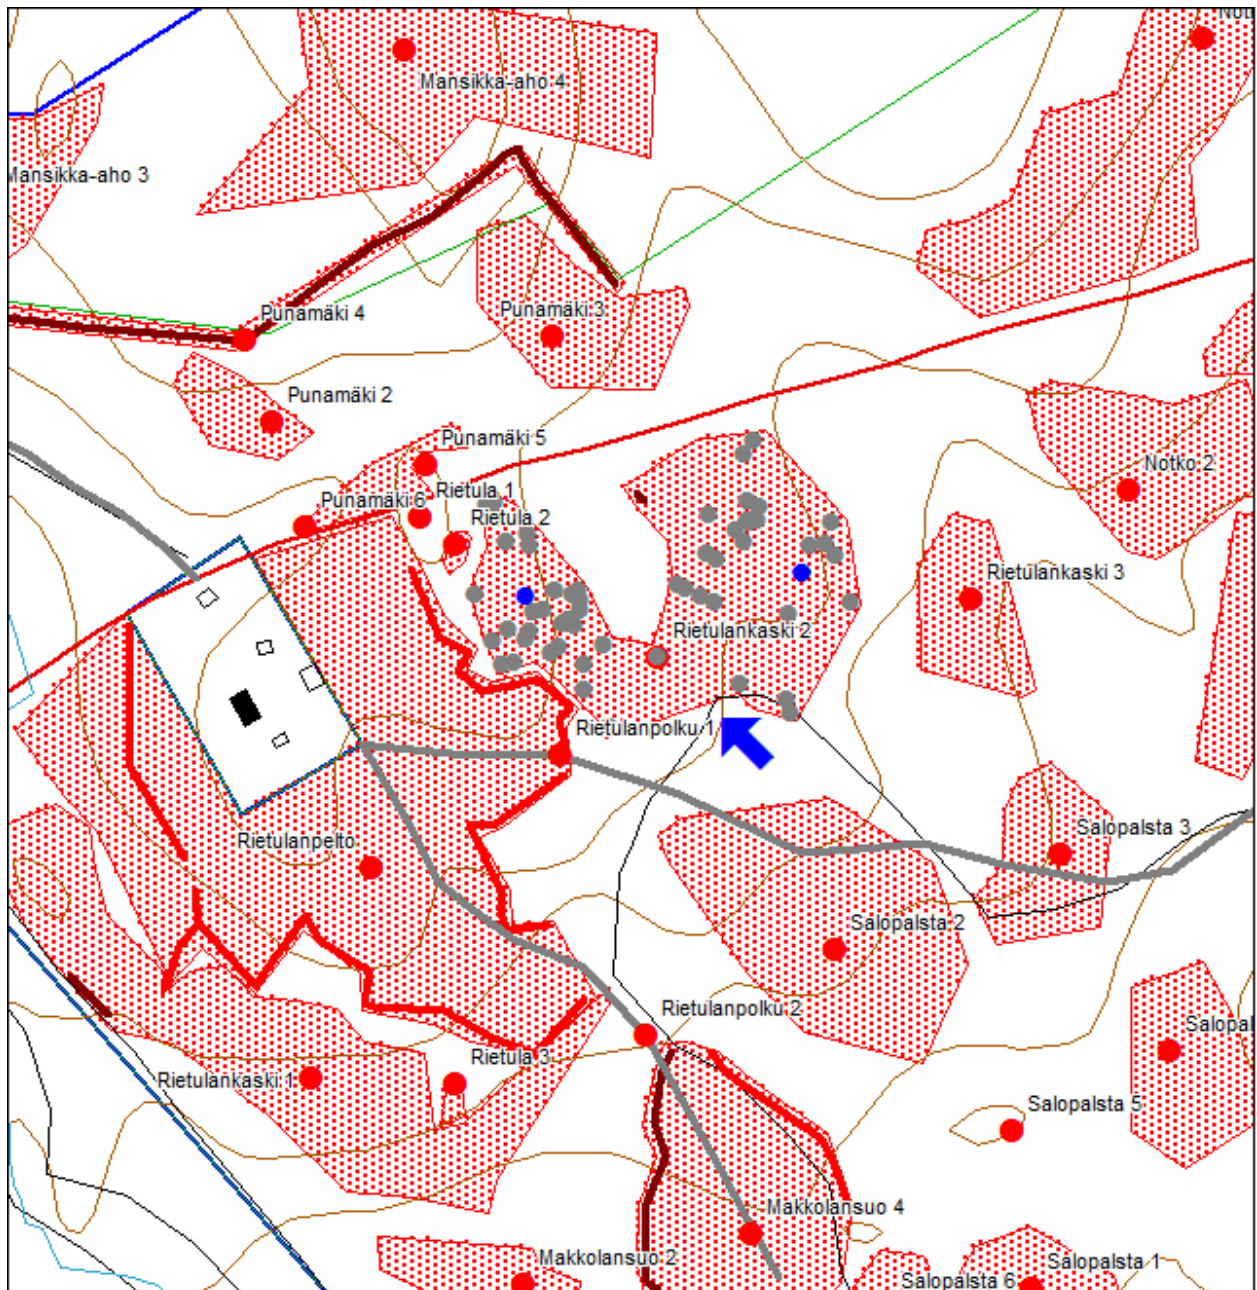 Mansikka-aho 4
Mansikka-aho 3
Punamäki 4
Punamäki 3
Punamäki 2
Punamäki 5
Notko 2
Rietula 1
Punamäki 6
Rietula 2
Rietulankaski 3
Rietulankaski 2
Rietulanpolku 1
Salopalsta 3
Rietulanpelto
Salopalsta 2
Rietulanpolku 2
Salopal
Rietula 3
Rietulankaski 1
Salopalsta 5
Makkolansuo 4
Makkolansuo 2
Salopalsta 1
Salopalsta 6